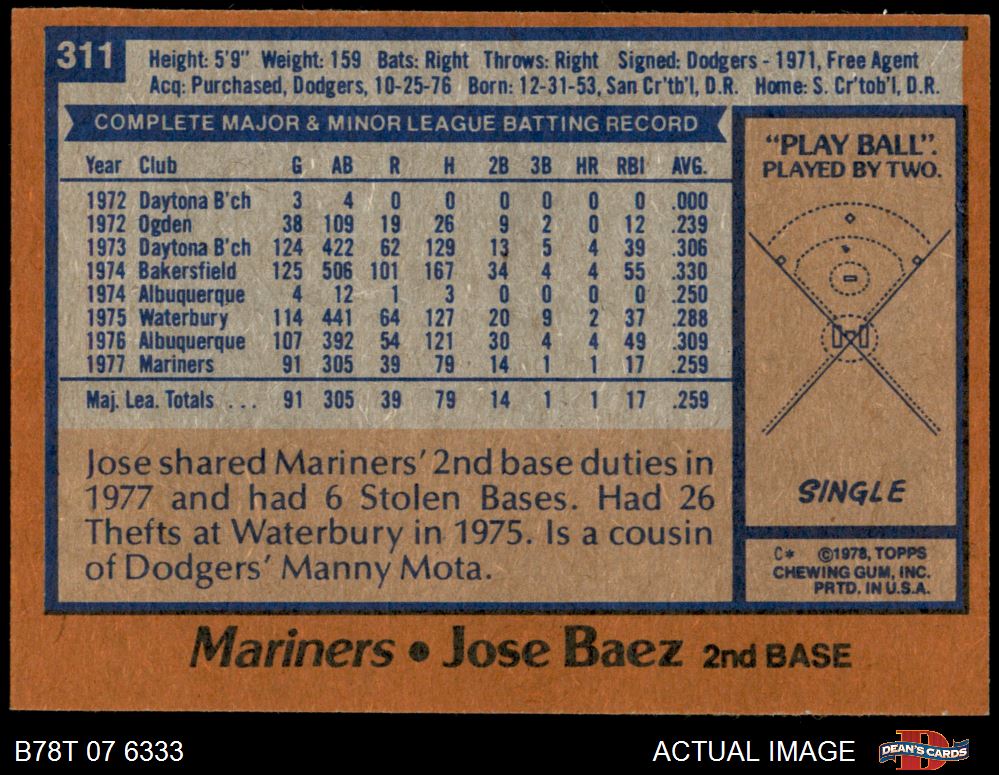 311
Height: 5'9" Weight: 159 Bats: Right Throws: Right Signed: Dodgers - 1971, Free Agent
Acq: Purchased, Dodgers, 10-25-76 Born: 12-31-53, San Cr'tb'l, D.R. Home: S. Cr'tob'l, D.R.
COMPLETE MAJOR & MINOR LEAGUE BATTING RECORD
Year Club G AB R H 2B 3B HR RBI AVG.
1972 Daytona B'ch 3 4 0 0 0 0 0 0 .000
1972 Ogden 38 109 19 26 9 2 0 12 .239
1973 Daytona B'ch 124 422 62 129 13 5 4 39 .306
1974 Bakersfield 125 506 101 167 34 4 4 55 .330
1974 Albuquerque 4 12 1 3 0 0 0 0 .250
1975 Waterbury 114 441 64 127 20 9 2 37 .288
1976 Albuquerque 107 392 54 121 30 4 4 49 .309
1977 Mariners 91 305 39 79 14 1 1 17 .259
Maj. Lea. Totals ... 91 305 39 79 14 1 1 17 .259
Jose shared Mariners' 2nd base duties in
1977 and had 6 Stolen Bases. Had 26
Thefts at Waterbury in 1975. Is a cousin
of Dodgers' Manny Mota.
"PLAY BALL".
PLAYED BY TWO.
SINGLE
C* ©1978, TOPPS
CHEWING GUM, INC.
PRTD. IN U.S.A.
Mariners • Jose Baez 2nd BASE
B78T 07 6333
ACTUAL IMAGE
D
DEAN'S CARDS